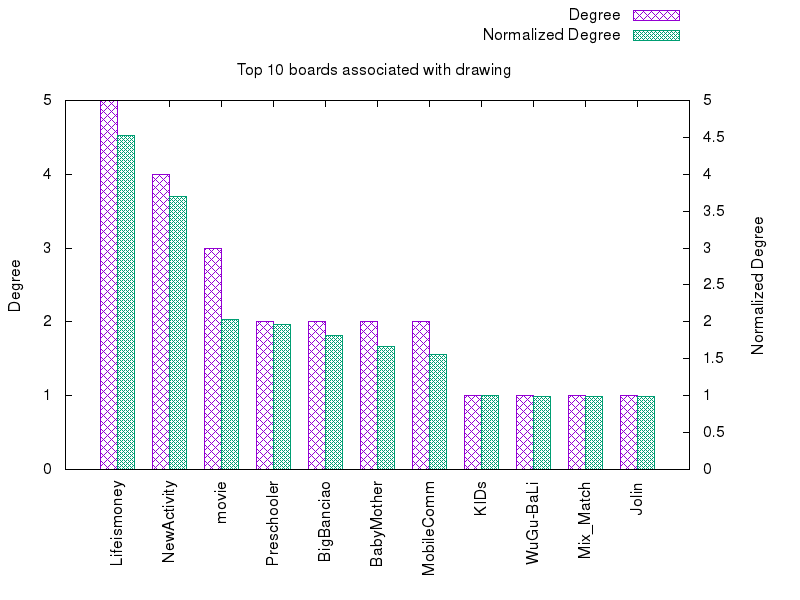 Degree
Normalized Degree
Top 10 boards associated with drawing
5
4
3
2
1
0
5
4.5
4
3.5
3
2.5
2
1.5
1
0.5
0
Degree
Normalized Degree
Lifeismoney
NewActivity
movie
Preschooler
BigBanciao
BabyMother
MobileComm
KIDs
WuGu-BaLi
Mix_Match
Jolin